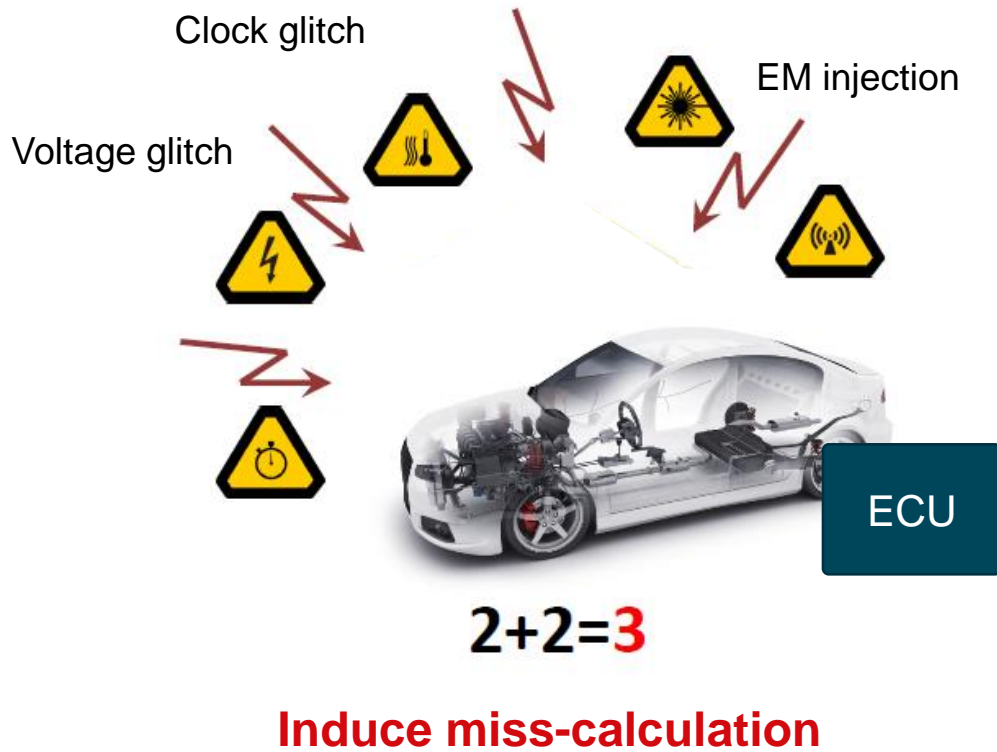 Clock glitch
EM injection
Voltage glitch
ECU
2+2=3
Induce miss-calculation